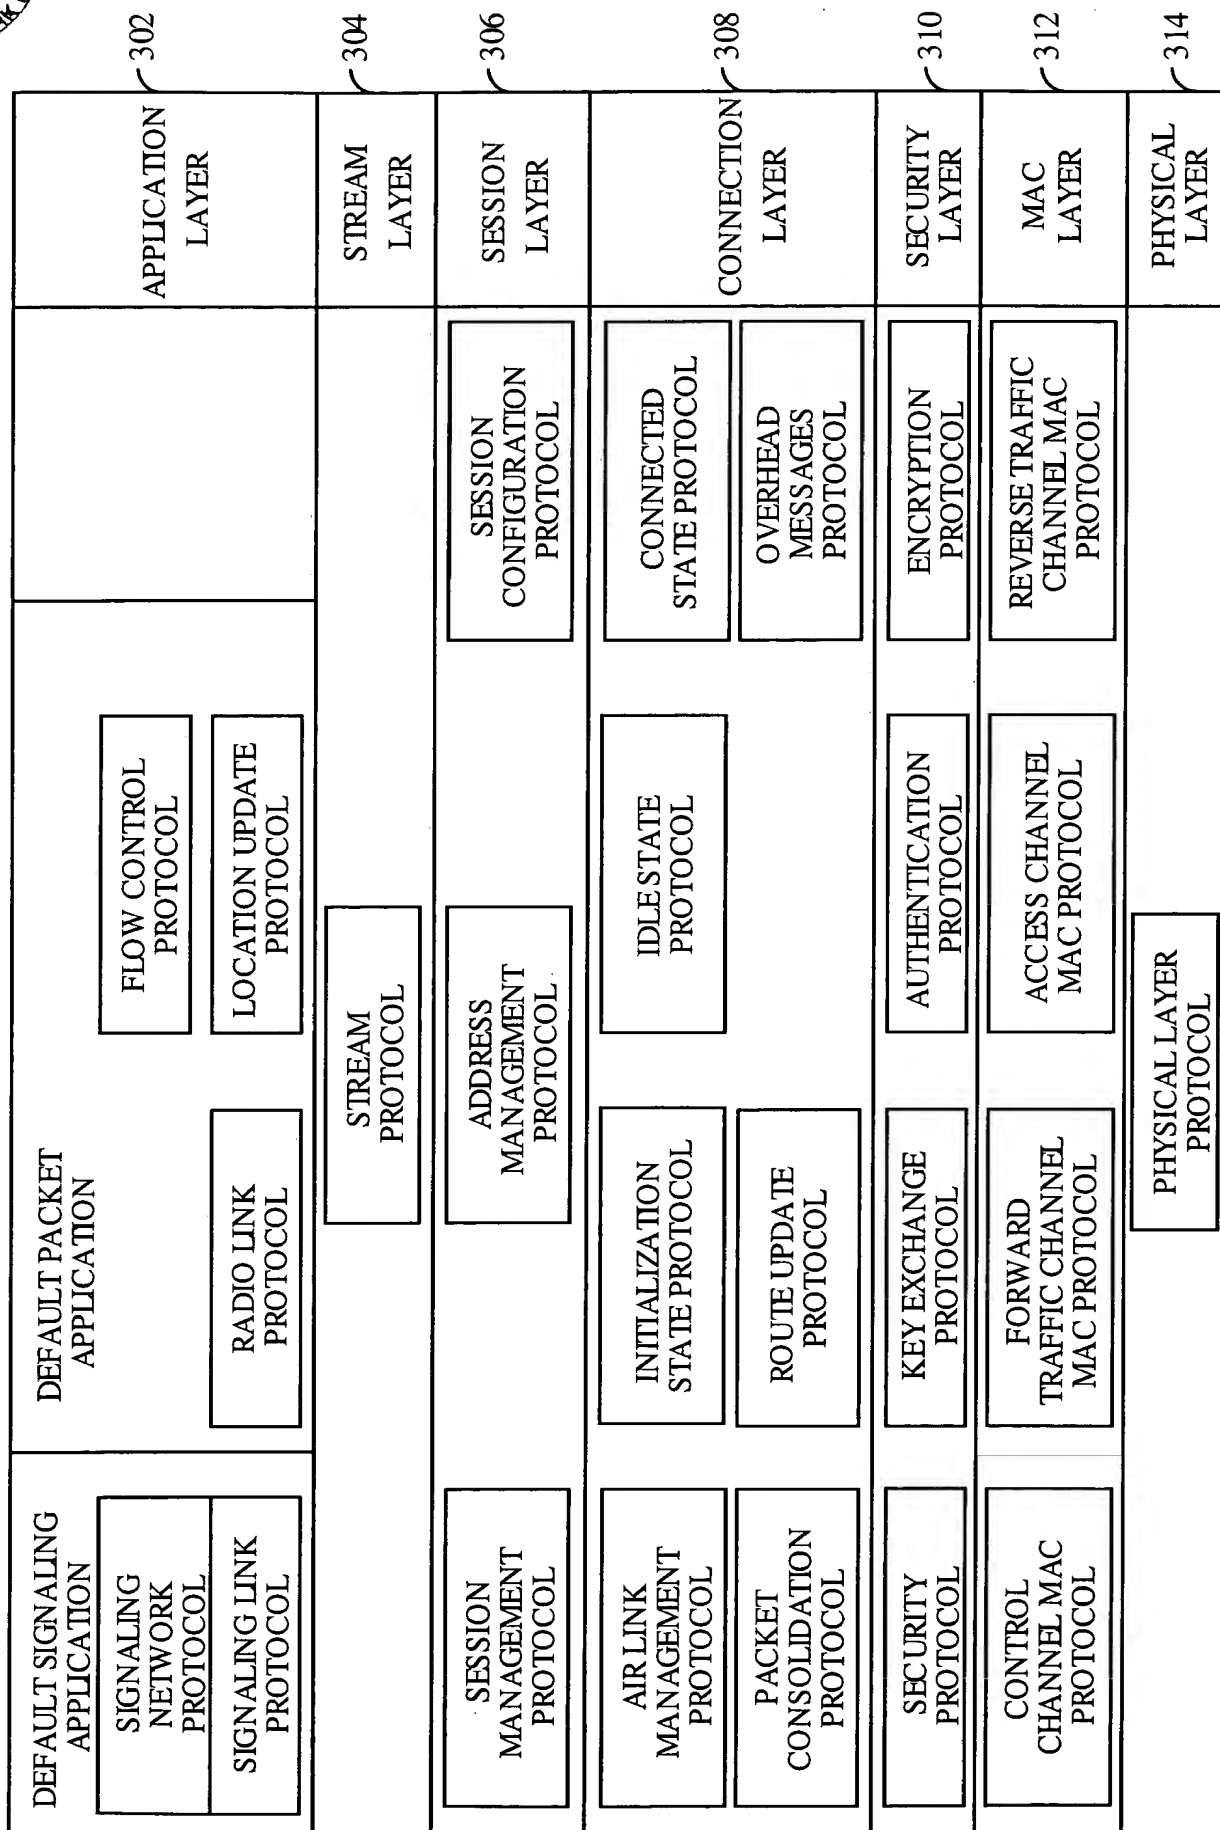 DEFAULT SIGNALING
APPLICATION
SIGNALING
NETWORK
PROTOCOL
SIGNALING LINK
PROTOCOL
DEFAULT PACKET
APPLICATION
RADIO LINK
PROTOCOL
FLOW CONTROL
PROTOCOL
LOCATION UPDATE
PROTOCOL
APPLICATION
LAYER
302
STREAM
PROTOCOL
STREAM
LAYER
304
SESSION
MANAGEMENT
PROTOCOL
ADDRESS
MANAGEMENT
PROTOCOL
SESSION
CONFIGURATION
PROTOCOL
SESSION
LAYER
306
AIR LINK
MANAGEMENT
PROTOCOL
INITIALIZATION
STATE PROTOCOL
IDLE STATE
PROTOCOL
CONNECTED
STATE PROTOCOL
PACKET
CONSOLIDATION
PROTOCOL
ROUTE UPDATE
PROTOCOL
OVERHEAD
MESSAGES
PROTOCOL
CONNECTION
LAYER
308
SECURITY
PROTOCOL
KEY EXCHANGE
PROTOCOL
AUTHENTICATION
PROTOCOL
ENCRYPTION
PROTOCOL
SECURITY
LAYER
310
CONTROL
CHANNEL MAC
PROTOCOL
FORWARD
TRAFFIC CHANNEL
MAC PROTOCOL
ACCESS CHANNEL
MAC PROTOCOL
REVERSE TRAFFIC
CHANNEL MAC
PROTOCOL
MAC
LAYER
312
PHYSICAL LAYER
PROTOCOL
PHYSICAL
LAYER
314